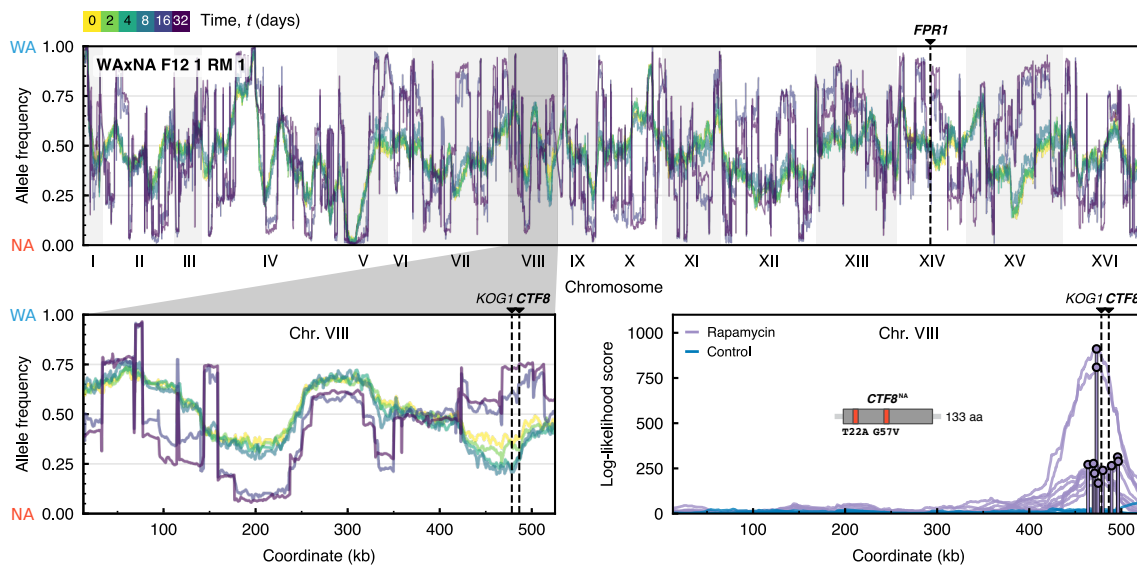 0 2 4 8 16 32 Time, t (days)
FPR1
WA 1.00
WAxNA F12 1 RM 1
0.75
Allele frequency
0.50
0.25
NA 0.00
I II III IV V VI VII VIII IX X XI XII XIII XIV XV XVI
Chromosome
KOG1 CTF8
WA 1.00
Chr. VIII
0.75
Allele frequency
0.50
0.25
NA 0.00
0 100 200 300 400 500
Coordinate (kb)
KOG1 CTF8
1000
Rapamycin
Control
Chr. VIII
Log-likelihood score
750
CTF8NA
133 aa
T22A G57V
500
250
0
0 100 200 300 400 500
Coordinate (kb)